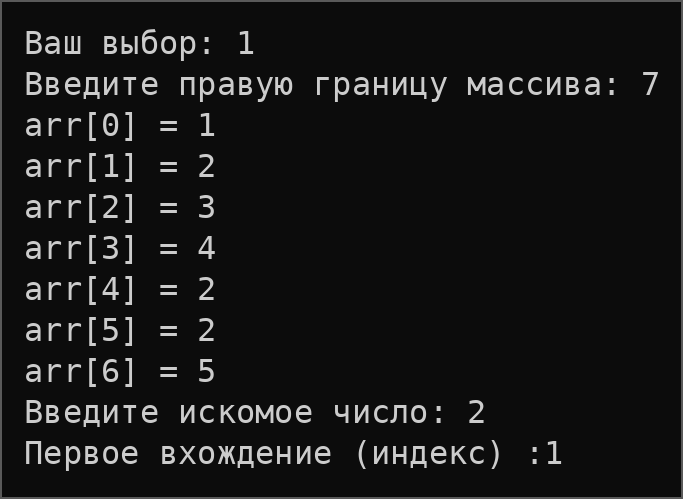 Ваш выбор: 1
Введите правую границу массива: 7
arr[0] = 1
arr[1] = 2
arr[2] = 3
arr[3] = 4
arr[4] = 2
arr[5] = 2
arr[6] = 5
Введите искомое число: 2
Первое вхождение (индекс) :1